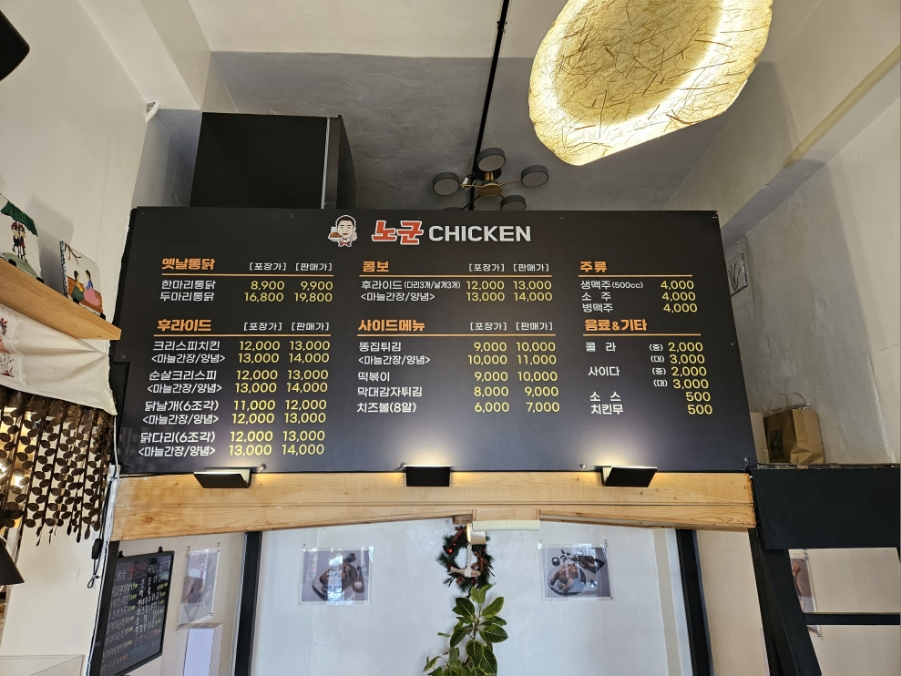 노군 CHICKEN
옛날통닭 [포장가] [판매가]
한마리통닭 8,900 9,900
두마리통닭 16,800 19,800
후라이드 [포장가] [판매가]
크리스피치킨 12,000 13,000
<마늘간장/양념> 13,000 14,000
순살크리스피 12,000 13,000
<마늘간장/양념> 13,000 14,000
닭날개(6조각) 11,000 12,000
<마늘간장/양념> 12,000 13,000
닭다리(6조각) 12,000 13,000
<마늘간장/양념> 13,000 14,000
콤보 [포장가] [판매가]
후라이드(다리3개/날개3개) 12,000 13,000
<마늘간장/양념> 13,000 14,000
사이드메뉴 [포장가] [판매가]
똥집튀김 9,000 10,000
<마늘간장/양념> 10,000 11,000
떡볶이 9,000 10,000
막대감자튀김 8,000 9,000
치즈볼(8알) 6,000 7,000
주류
생맥주(500cc) 4,000
소 주 4,000
병맥주 4,000
음료&기타
콜 라 (중) 2,000
(대) 3,000
사이다 (중) 2,000
(대) 3,000
소 스 500
치킨무 500